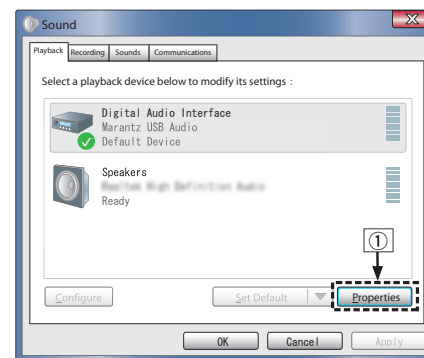 Sound
Playback Recording Sounds Communications
Select a playback device below to modify its settings :
Digital Audio Interface
Marantz USB Audio
Default Device
Speakers
Ready
①
Configure Set Default Properties
OK Cancel Apply